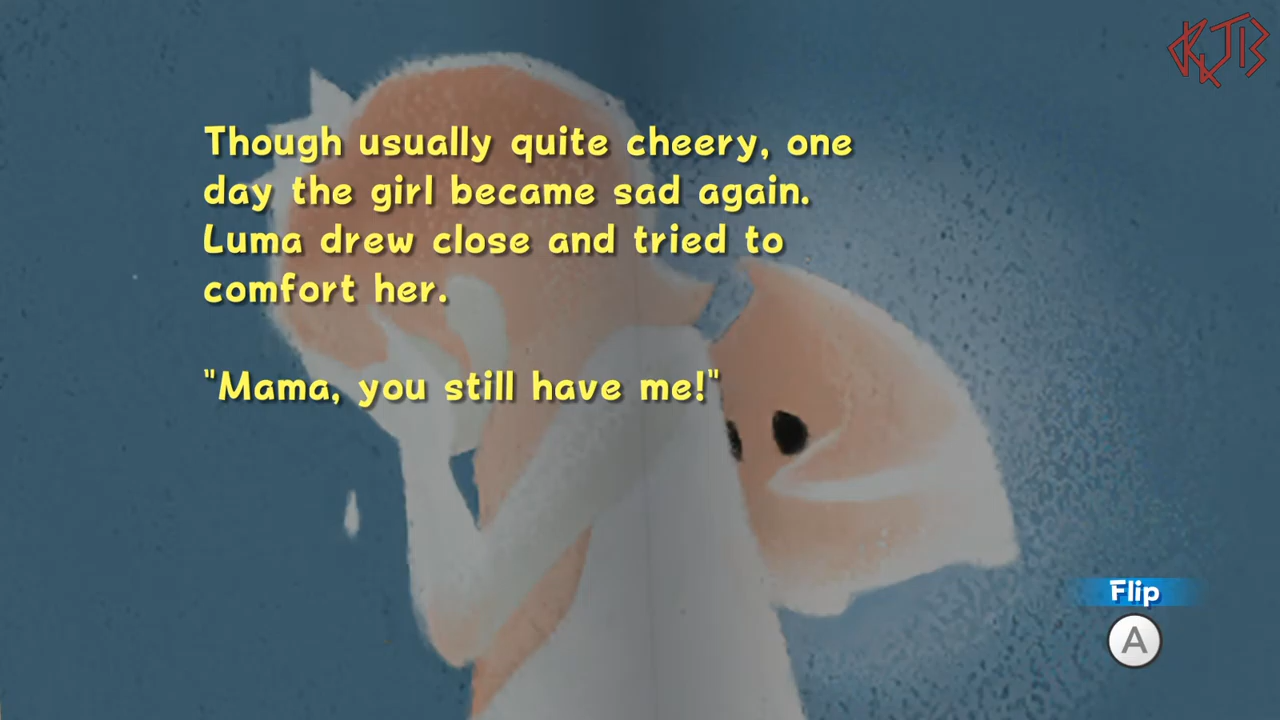 Though usually quite cheery, one
day the girl became sad again.
Luma drew close and tried to
comfort her.
"Mama, you still have me!"
Flip
A